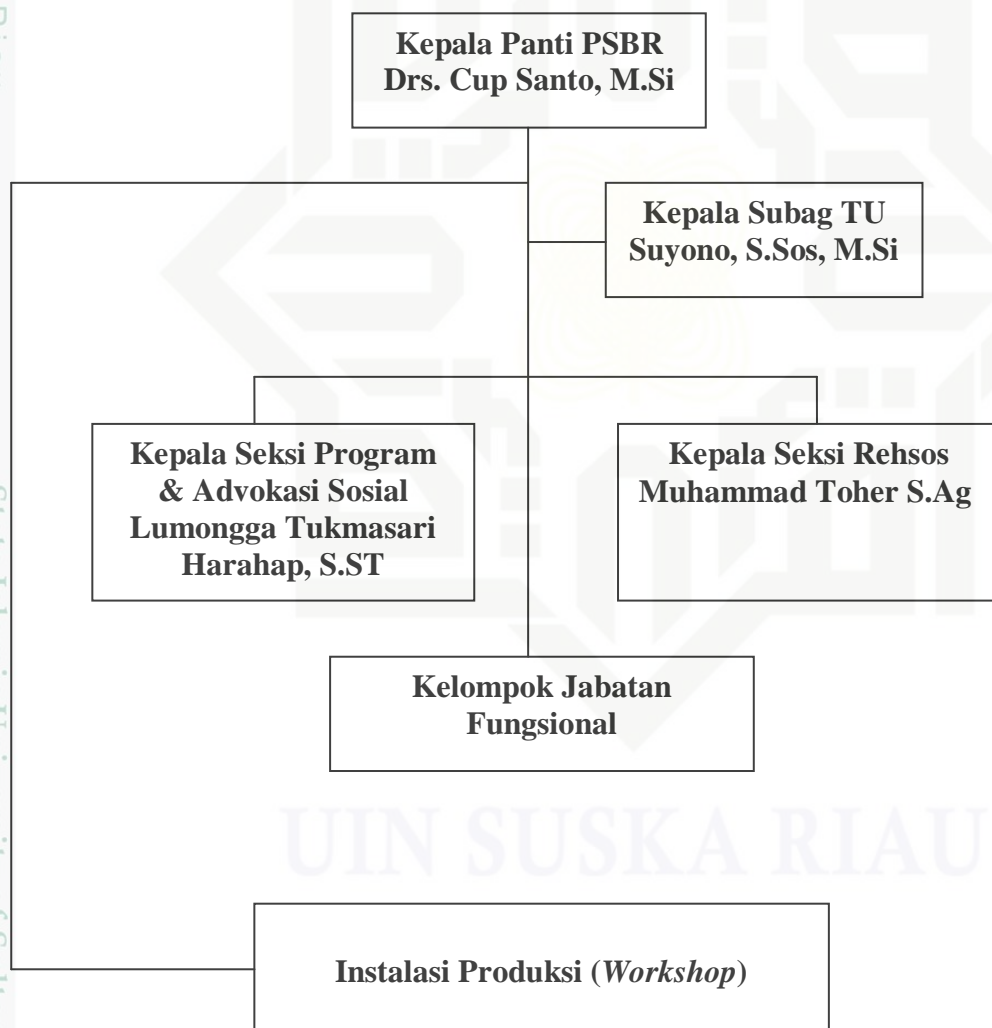 Kepala Panti PSBR
Drs. Cup Santo, M.Si
Kepala Subag TU
Suyono, S.Sos, M.Si
Kepala Seksi Program
& Advokasi Sosial
Lumongga Tukmasari
Harahap, S.ST
Kepala Seksi Rehsos
Muhammad Toher S.Ag
Kelompok Jabatan
Fungsional
UIN SUSKA RIAU
Instalasi Produksi (Workshop)